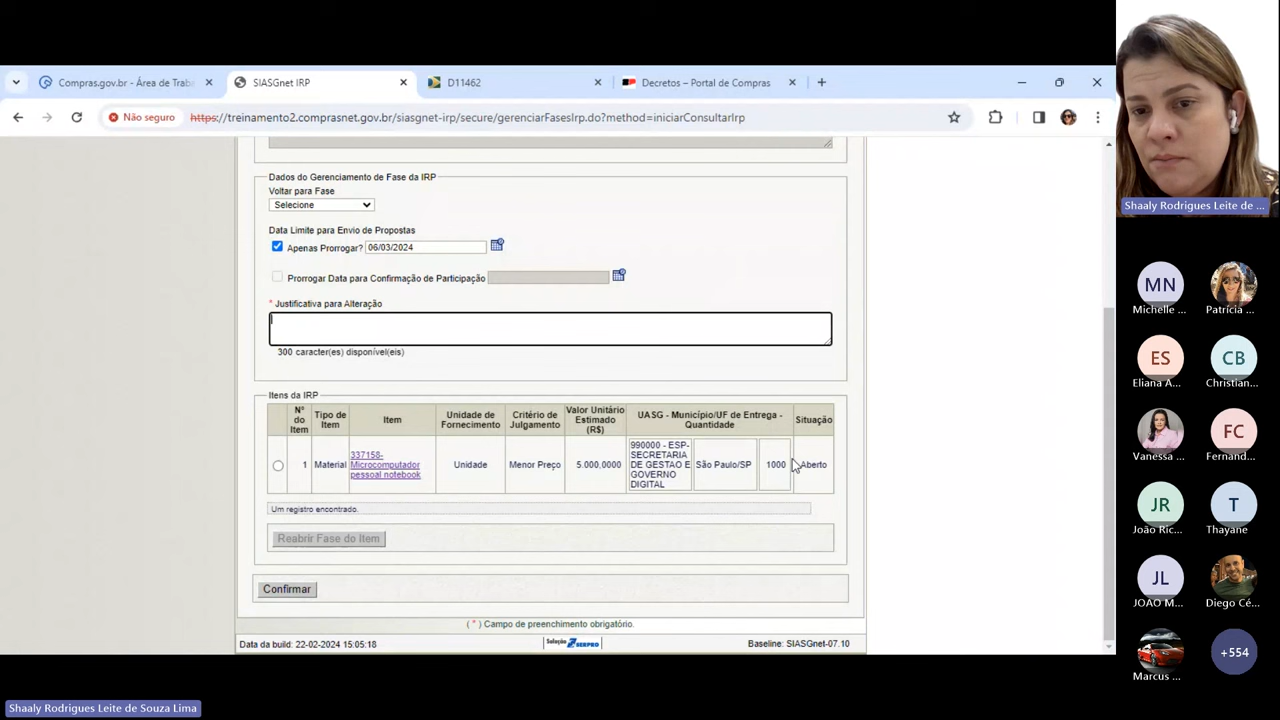 Compras.gov.br - Área de Trab
SIASGnet IRP
D11462
Decretos – Portal de Compras
Não seguro
https://treinamento2.comprasnet.gov.br/siasgnet-irp/secure/gerenciarFasesIrp.do?method=iniciarConsultarIrp
Dados do Gerenciamento de Fase da IRP
Voltar para Fase
Selecione
Data Limite para Envio de Propostas
Apenas Prorrogar? 06/03/2024
Prorrogar Data para Confirmação de Participação
* Justificativa para Alteração
300 caracter(es) disponível(eis)
Itens da IRP
Nº do Item
Tipo de Item
Item
Unidade de Fornecimento
Critério de Julgamento
Valor Unitário Estimado (R$)
UASG - Município/UF de Entrega - Quantidade
Situação
1
Material
337158-
Microcomputador
pessoal notebook
Unidade
Menor Preço
5.000,0000
990000 - ESP-
SECRETARIA
DE GESTAO E
GOVERNO
DIGITAL
São Paulo/SP
1000
Aberto
Um registro encontrado.
Reabrir Fase do Item
Confirmar
( * ) Campo de preenchimento obrigatório.
Data da build: 22-02-2024 15:05:18
Solução SERPRO
Baseline: SIASGnet-07.10
Shaaly Rodrigues Leite de ...
MN
Michelle ...
Patrícia ...
ES
Eliana A...
CB
Christian...
Vanessa ...
FC
Fernand...
JR
João Ric...
T
Thayane
JL
JOAO M...
Diego Cé...
Marcus ...
+554
Shaaly Rodrigues Leite de Souza Lima